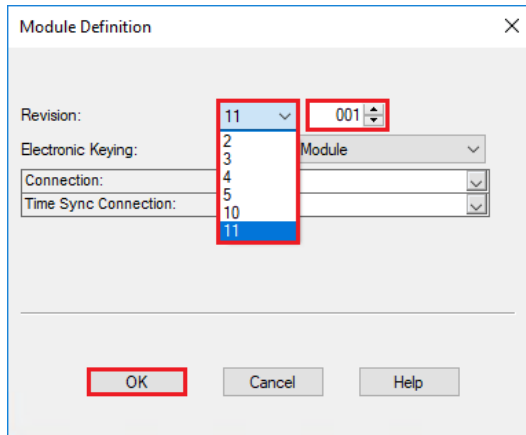 Module Definition
Revision: 11 001
2
Electronic Keying: Module
3
4
Connection:
5
Time Sync Connection:
10
11
OK Cancel Help